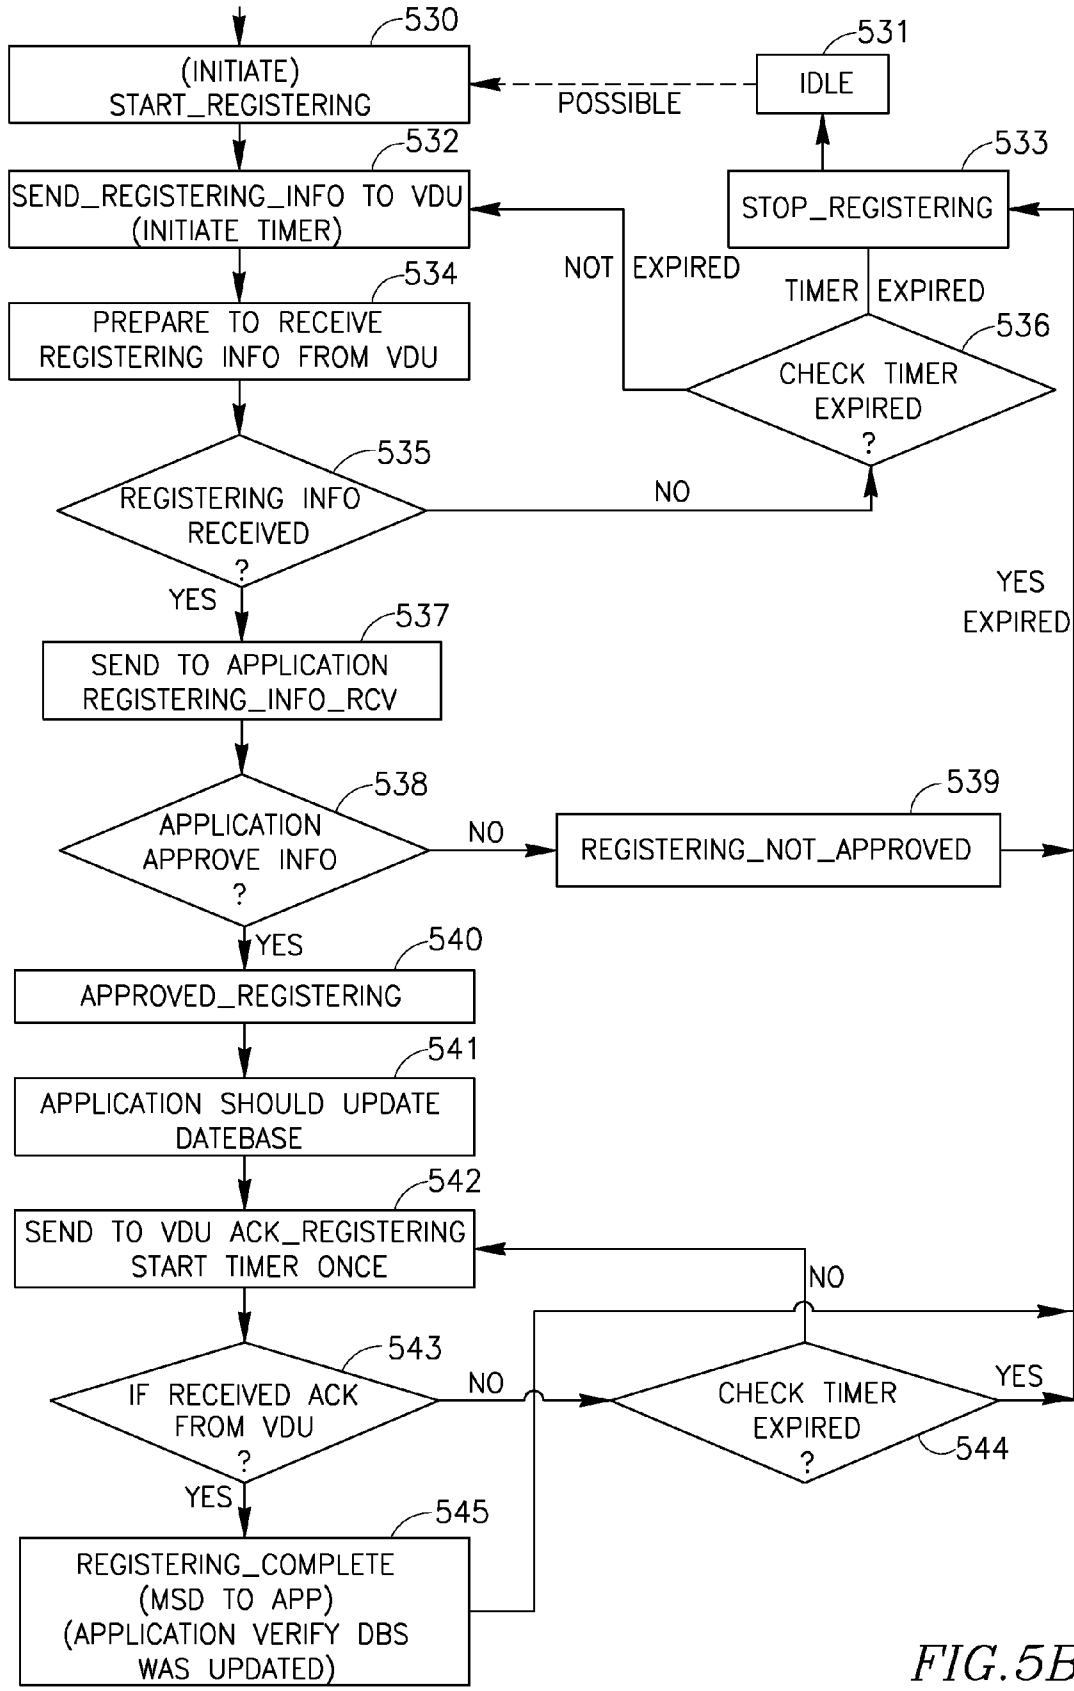 530
(INITIATE)
START_REGISTERING
531
IDLE
POSSIBLE
532
SEND_REGISTERING_INFO TO VDU
(INITIATE TIMER)
533
STOP_REGISTERING
NOT EXPIRED
TIMER EXPIRED
534
PREPARE TO RECEIVE
REGISTERING INFO FROM VDU
536
CHECK TIMER
EXPIRED
?
535
REGISTERING INFO
RECEIVED
?
NO
YES
YES
EXPIRED
537
SEND TO APPLICATION
REGISTERING_INFO_RCV
538
APPLICATION
APPROVE INFO
?
NO
539
REGISTERING_NOT_APPROVED
YES
540
APPROVED_REGISTERING
541
APPLICATION SHOULD UPDATE
DATEBASE
542
SEND TO VDU ACK_REGISTERING
START TIMER ONCE
NO
543
IF RECEIVED ACK
FROM VDU
?
NO
CHECK TIMER
EXPIRED
?
YES
544
YES
545
REGISTERING_COMPLETE
(MSD TO APP)
(APPLICATION VERIFY DBS
WAS UPDATED)
FIG.5B